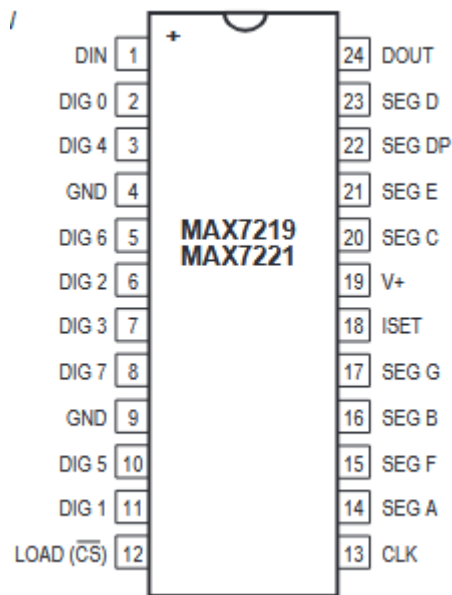 DIN 1 + 24 DOUT
DIG 0 2 23 SEG D
DIG 4 3 22 SEG DP
GND 4 21 SEG E
DIG 6 5 MAX7219 20 SEG C
MAX7221
DIG 2 6 19 V+
DIG 3 7 18 ISET
DIG 7 8 17 SEG G
GND 9 16 SEG B
DIG 5 10 15 SEG F
DIG 1 11 14 SEG A
LOAD (C̅S̅) 12 13 CLK